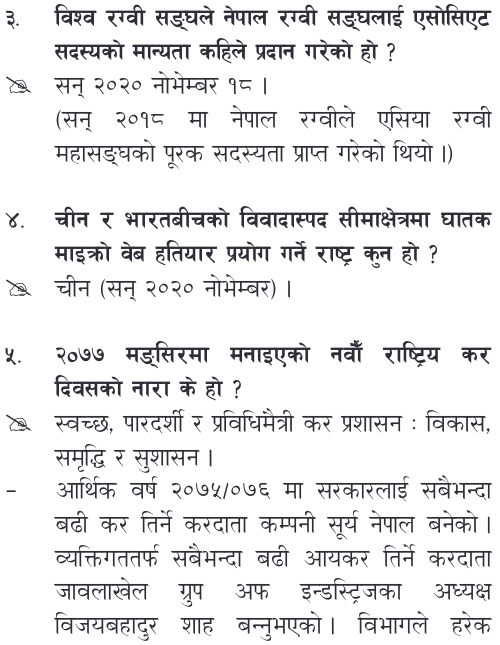 ३. विश्व रग्वी सङ्घले नेपाल रग्वी सङ्घलाई एसोसिएट
सदस्यको मान्यता कहिले प्रदान गरेको हो ?
सन् २०२० नोभेम्बर १८ ।
(सन् २०१८ मा नेपाल रग्वीले एसिया रग्वी
महासङ्घको पूरक सदस्यता प्राप्त गरेको थियो ।)
४. चीन र भारतबीचको विवादास्पद सीमाक्षेत्रमा घातक
माइक्रो वेब हतियार प्रयोग गर्ने राष्ट्र कुन हो ?
चीन (सन् २०२० नोभेम्बर) ।
५. २०७७ मङ्सिरमा मनाइएको नवौँ राष्ट्रिय कर
दिवसको नारा के हो ?
स्वच्छ, पारदर्शी र प्रविधिमैत्री कर प्रशासन : विकास,
समृद्धि र सुशासन ।
– आर्थिक वर्ष २०७५/०७६ मा सरकारलाई सबैभन्दा
बढी कर तिर्ने करदाता कम्पनी सूर्य नेपाल बनेको ।
व्यक्तिगततर्फ सबैभन्दा बढी आयकर तिर्ने करदाता
जावलाखेल ग्रुप अफ इन्डस्ट्रिजका अध्यक्ष
विजयबहादुर शाह बन्नुभएको । विभागले हरेक